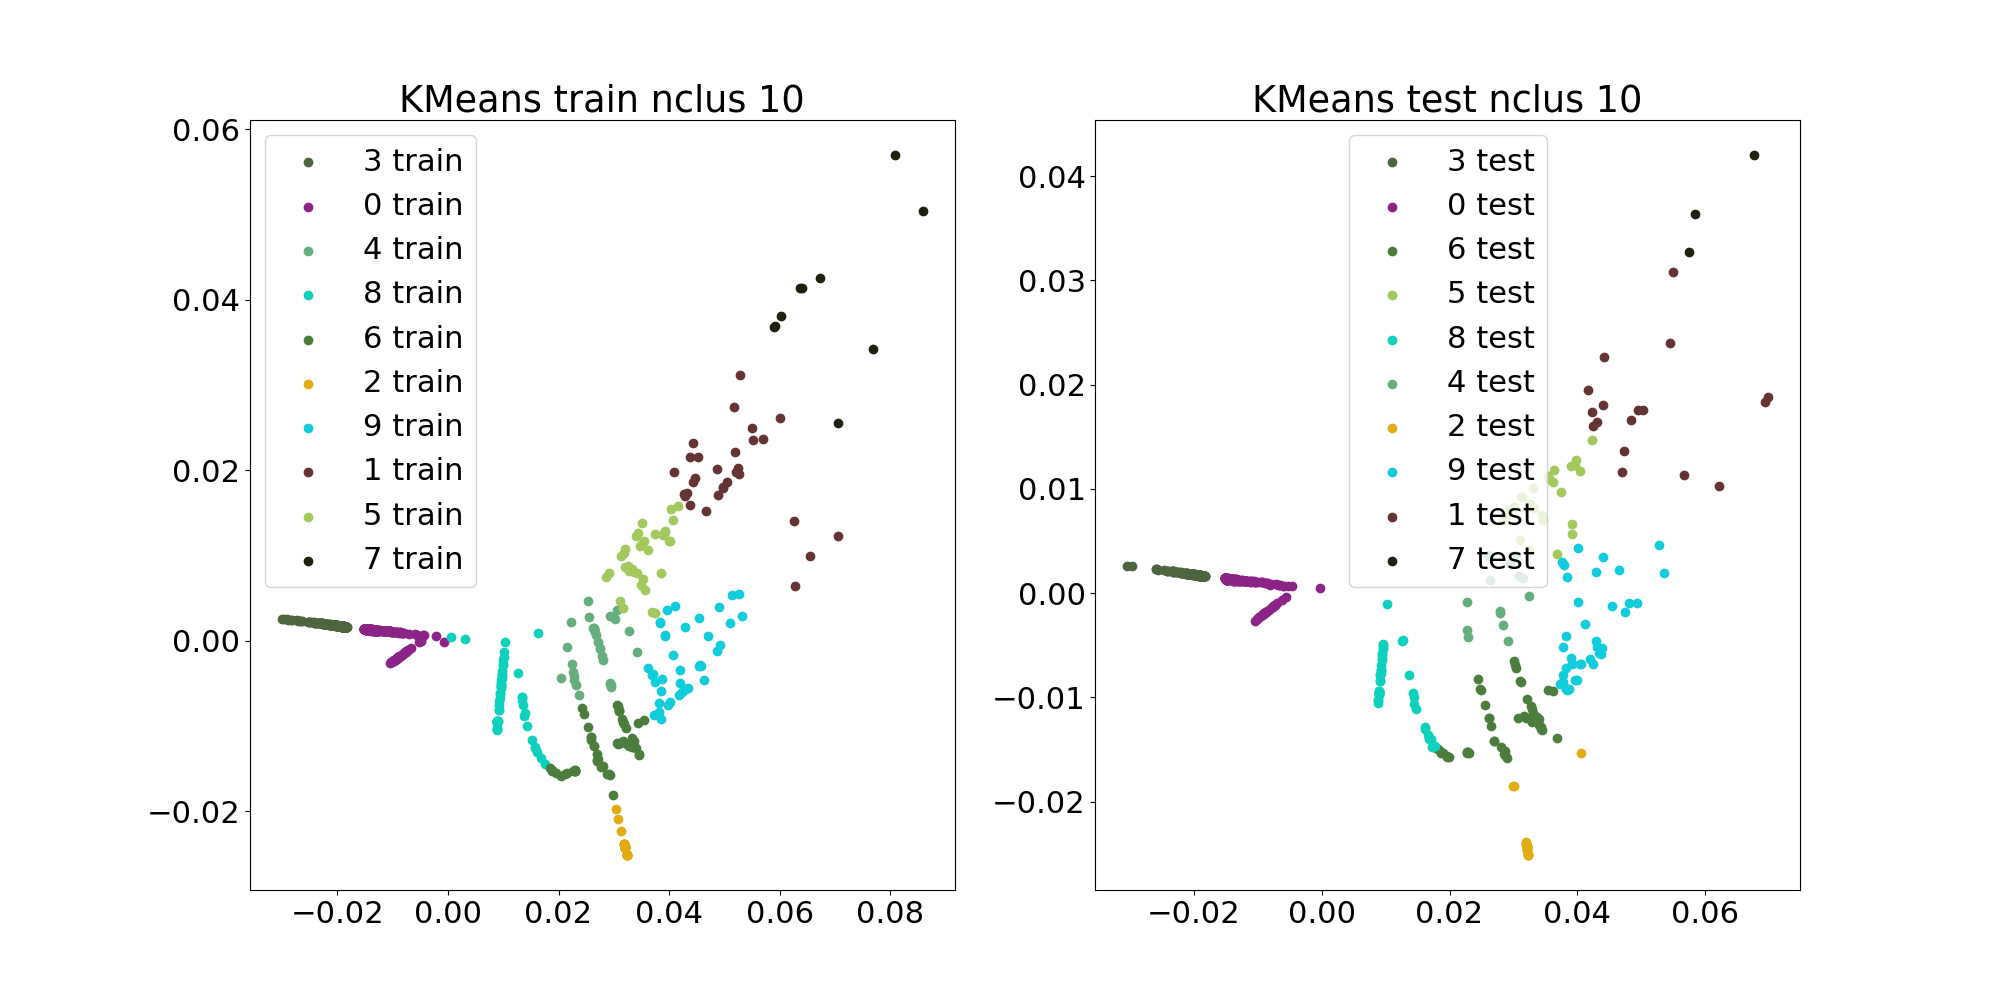 KMeans train nclus 10
0.06
0.04
0.02
0.00
−0.02
3 train
0 train
4 train
8 train
6 train
2 train
9 train
1 train
5 train
7 train
−0.02 0.00 0.02 0.04 0.06 0.08
KMeans test nclus 10
0.04
0.03
0.02
0.01
0.00
−0.01
−0.02
3 test
0 test
6 test
5 test
8 test
4 test
2 test
9 test
1 test
7 test
−0.02 0.00 0.02 0.04 0.06